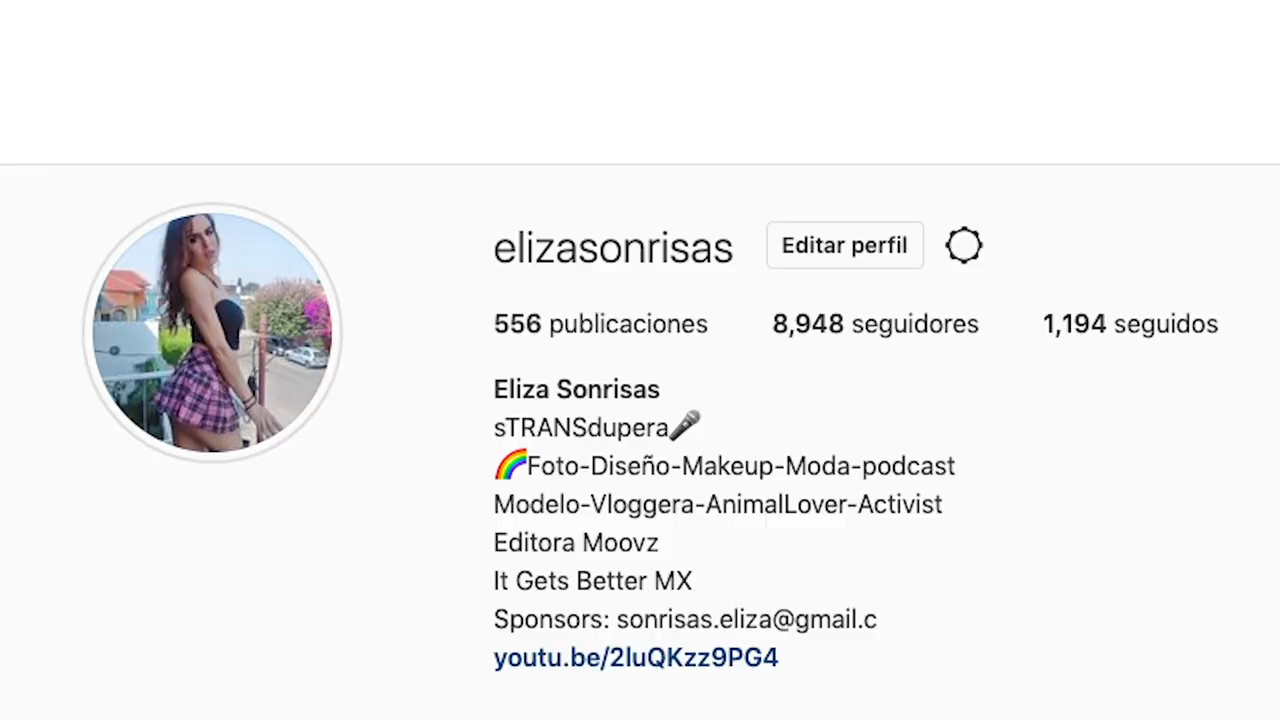 elizasonrisas Editar perfil
556 publicaciones 8,948 seguidores 1,194 seguidos
Eliza Sonrisas
sTRANSdupera🎤
🌈Foto-Diseño-Makeup-Moda-podcast
Modelo-Vloggera-AnimalLover-Activist
Editora Moovz
It Gets Better MX
Sponsors: sonrisas.eliza@gmail.c
youtu.be/2luQKzz9PG4